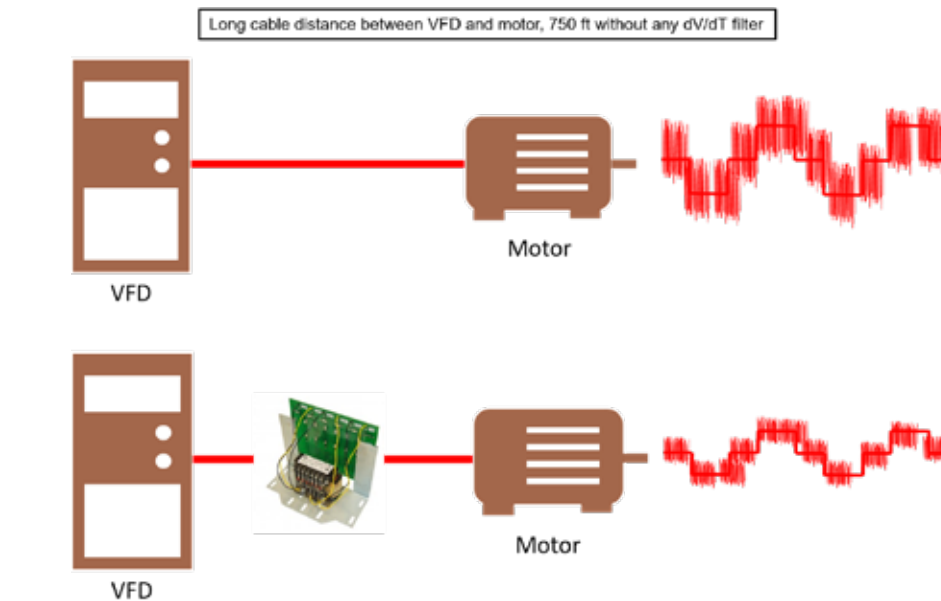 Long cable distance between VFD and motor, 750 ft without any dV/dT filter
Motor
VFD
Motor
VFD